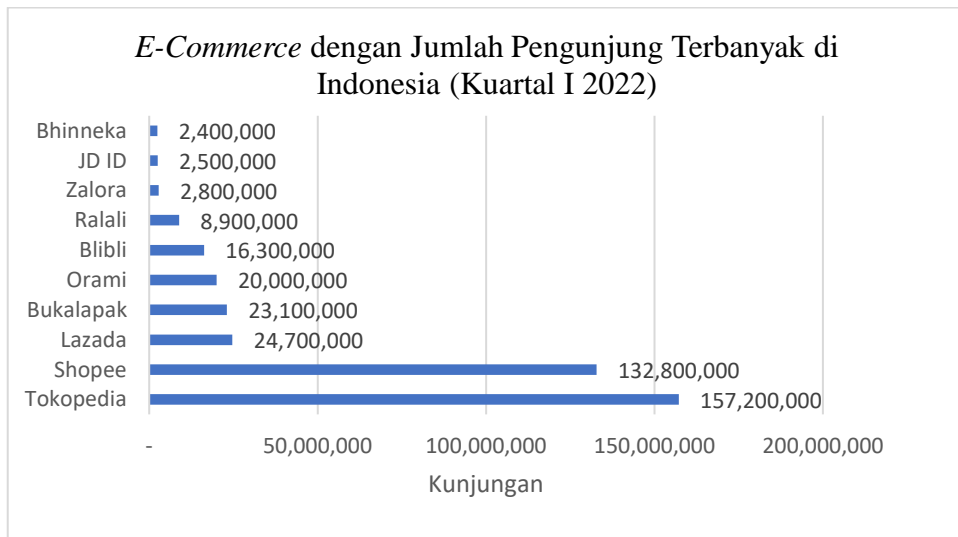 E-Commerce dengan Jumlah Pengunjung Terbanyak di
Indonesia (Kuartal I 2022)
Bhinneka 2,400,000
JD ID 2,500,000
Zalora 2,800,000
Ralali 8,900,000
Blibli 16,300,000
Orami 20,000,000
Bukalapak 23,100,000
Lazada 24,700,000
Shopee 132,800,000
Tokopedia 157,200,000
- 50,000,000 100,000,000 150,000,000 200,000,000
Kunjungan